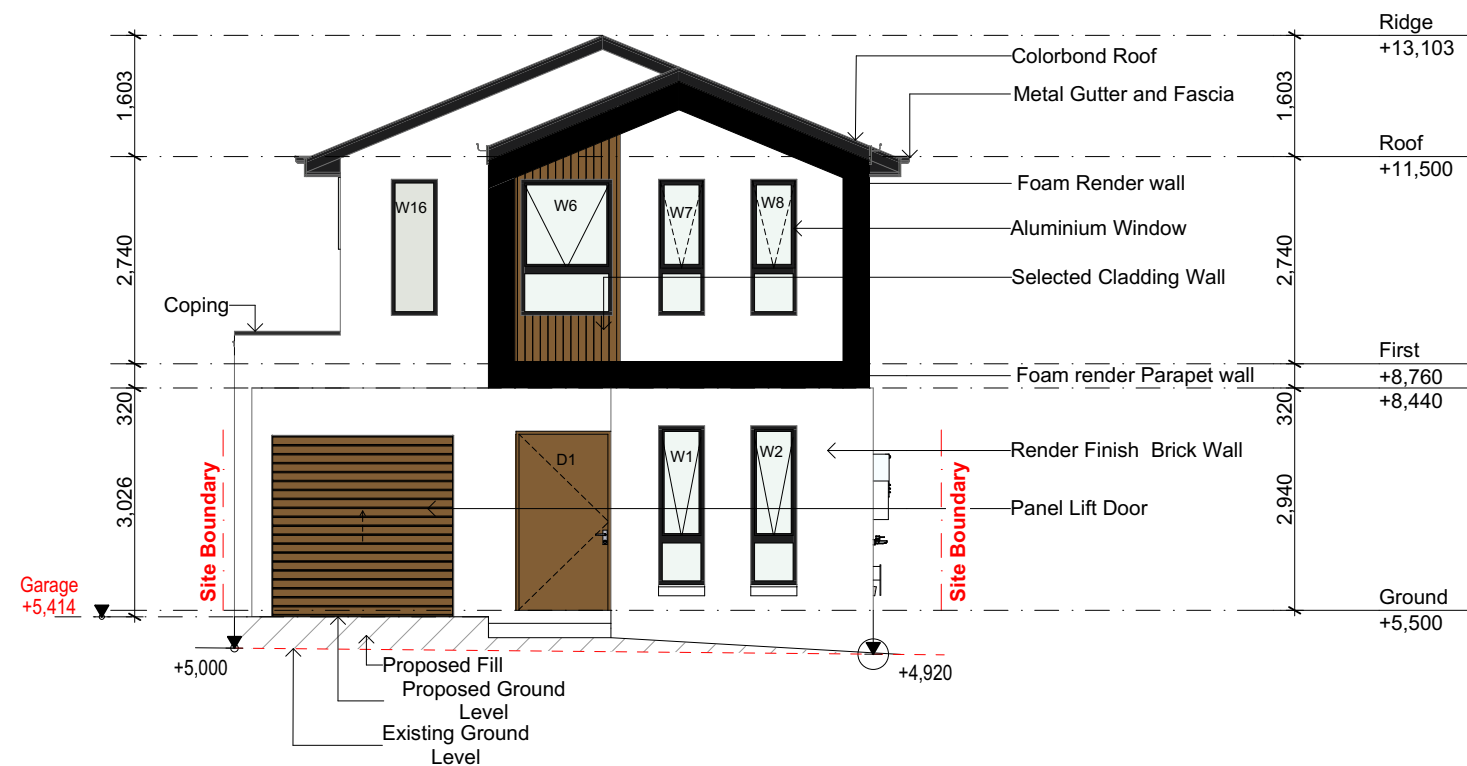 Ridge
+13,103
Colorbond Roof
Metal Gutter and Fascia
1,603
1,603
Roof
+11,500
Foam Render wall
W16
W6
W7
W8
Aluminium Window
2,740
2,740
Selected Cladding Wall
Coping
First
+8,760
Foam render Parapet wall
+8,440
320
320
Render Finish Brick Wall
D1
W1
W2
3,026
2,940
Panel Lift Door
Site Boundary
Site Boundary
Garage
+5,414
Ground
+5,500
+5,000
+4,920
Proposed Fill
Proposed Ground
Level
Existing Ground
Level